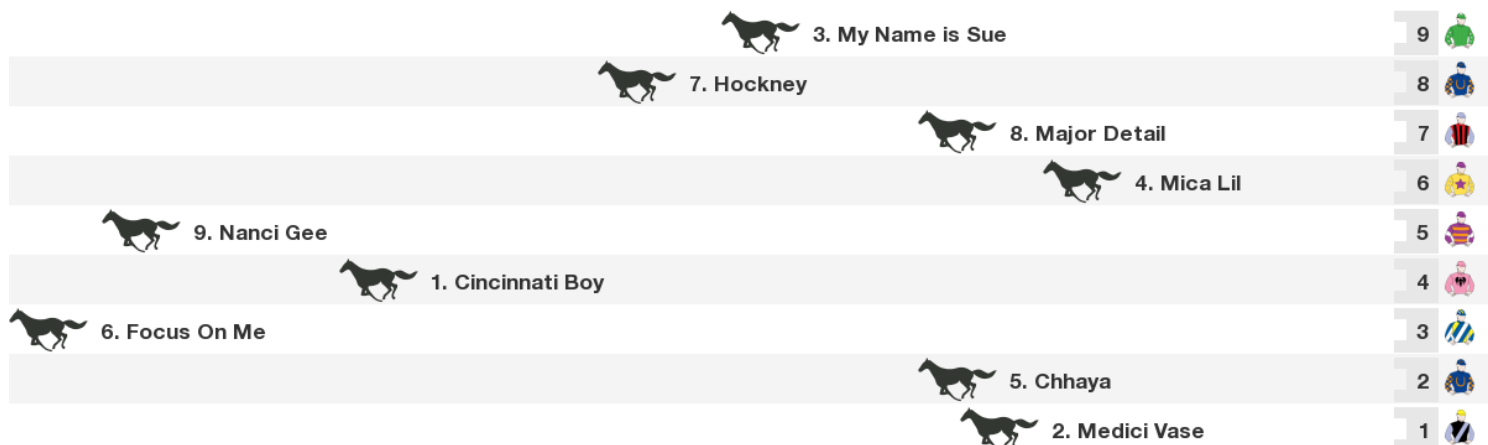 3. My Name is Sue 9
7. Hockney 8
8. Major Detail 7
4. Mica Lil 6
9. Nanci Gee 5
1. Cincinnati Boy 4
6. Focus On Me 3
5. Chhaya 2
2. Medici Vase 1